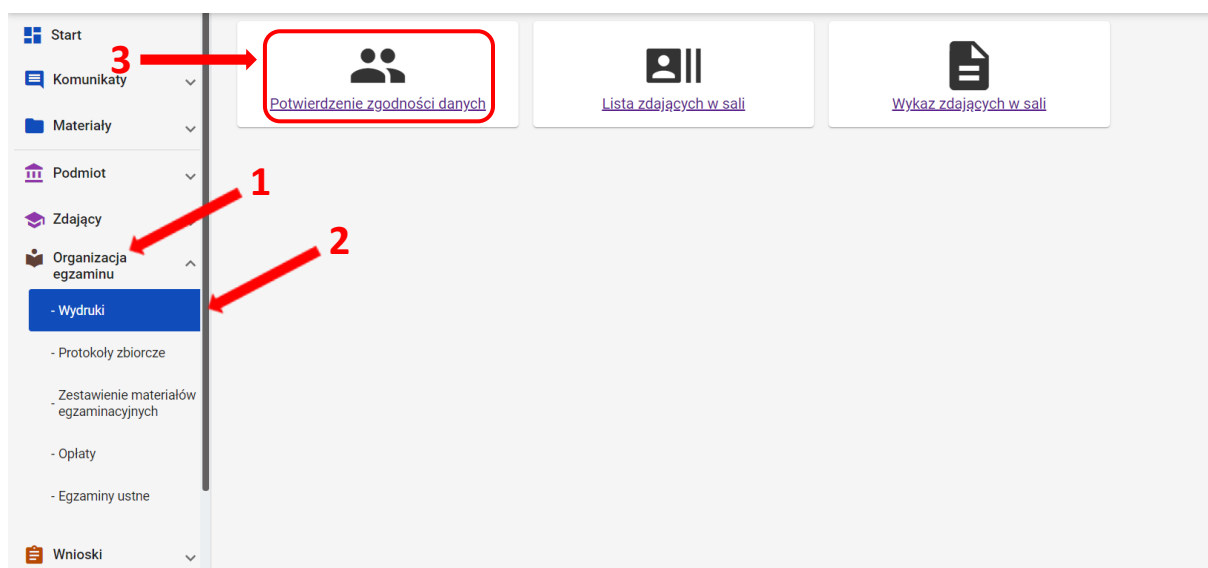 Start
Komunikaty
Materiały
Podmiot
Zdający
Organizacja
egzaminu
- Wydruki
- Protokoły zbiorcze
- Zestawienie materiałów
egzaminacyjnych
- Opłaty
- Egzaminy ustne
Wnioski
3
Potwierdzenie zgodności danych
Lista zdających w sali
Wykaz zdających w sali
1
2